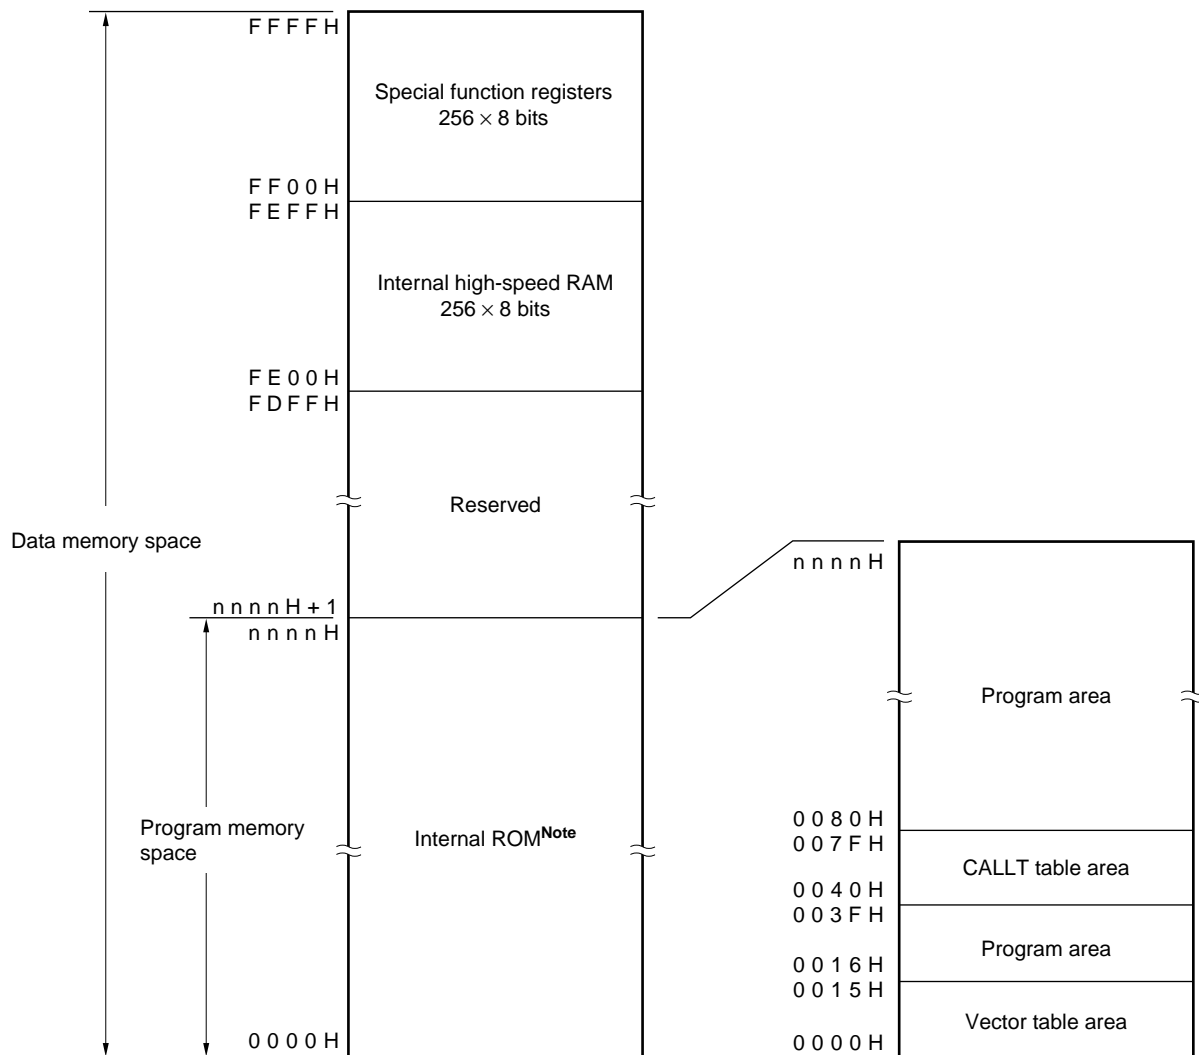 FFFFH
Special function registers
256 × 8 bits
FF00H
FEFFH
Internal high-speed RAM
256 × 8 bits
FE00H
FDFFH
Reserved
Data memory space
nnnnH + 1
nnnnH
Program memory
space
Internal ROMNote
0000H
nnnnH
Program area
0080H
007FH
CALLT table area
0040H
003FH
Program area
0016H
0015H
Vector table area
0000H